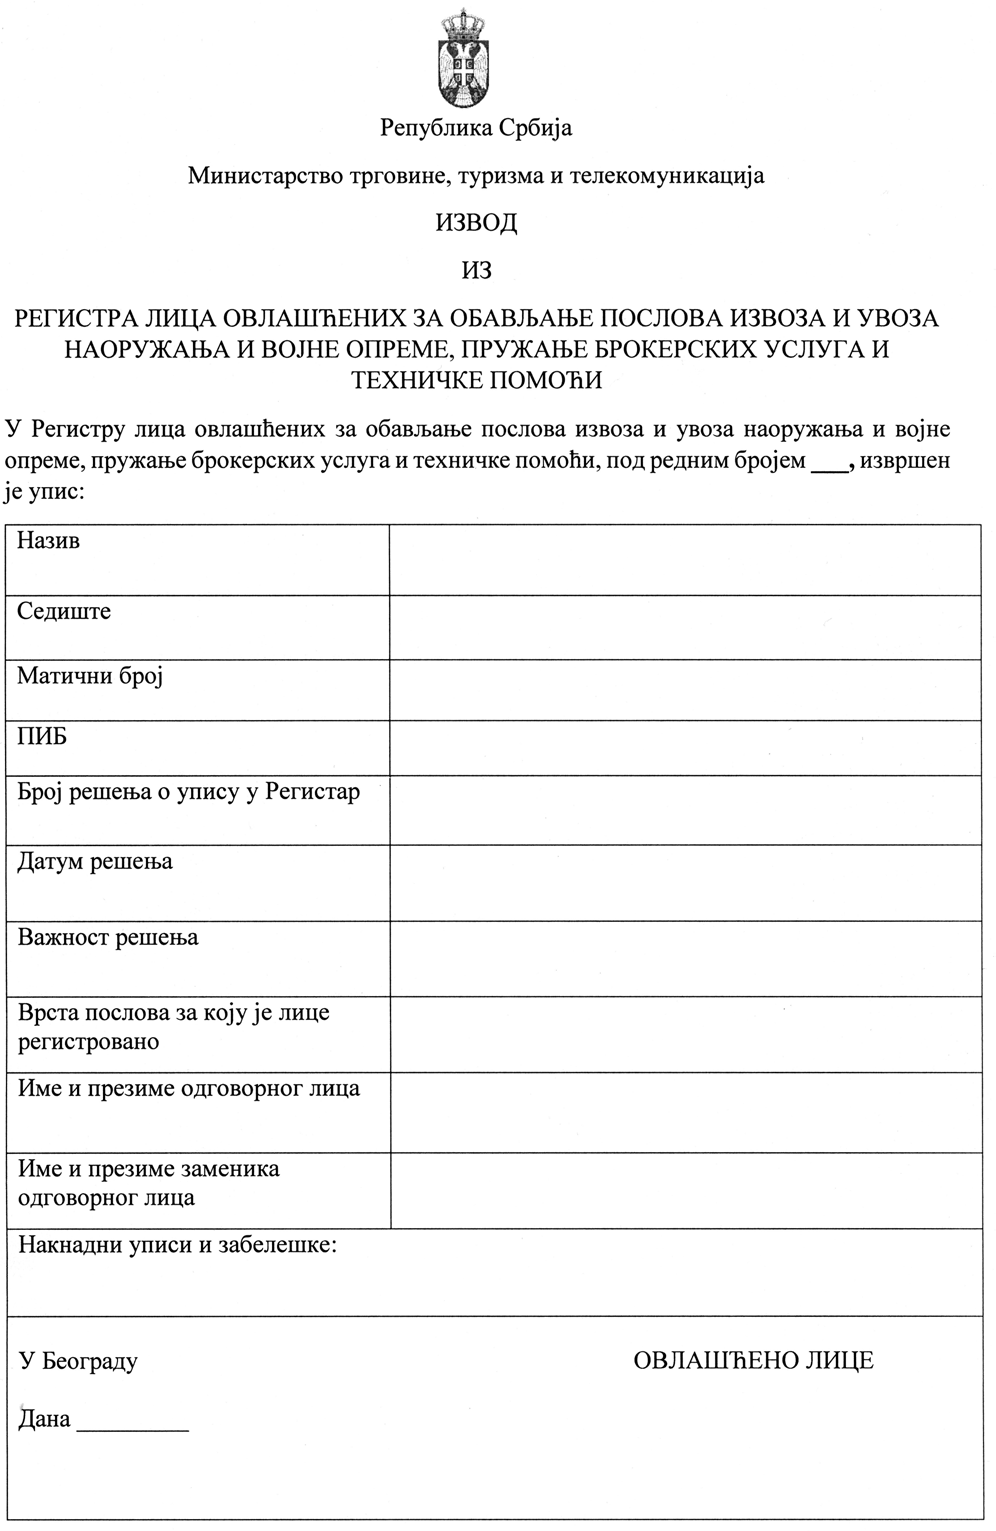 Република Србија
Министарство трговине, туризма и телекомуникација
ИЗВОД
ИЗ
РЕГИСТРА ЛИЦА ОВЛАШЋЕНИХ ЗА ОБАВЉАЊЕ ПОСЛОВА ИЗВОЗА И УВОЗА
НАОРУЖАЊА И ВОЈНЕ ОПРЕМЕ, ПРУЖАЊЕ БРОКЕРСКИХ УСЛУГА И
ТЕХНИЧКЕ ПОМОЋИ
У Регистру лица овлашћених за обављање послова извоза и увоза наоружања и војне
опреме, пружање брокерских услуга и техничке помоћи, под редним бројем ___, извршен
је упис:
Назив
Седиште
Матични број
ПИБ
Број решења о упису у Регистар
Датум решења
Важност решења
Врста послова за коју је лице
регистровано
Име и презиме одговорног лица
Име и презиме заменика
одговорног лица
Накнадни уписи и забелешке:
У Београду ОВЛАШЋЕНО ЛИЦЕ
Дана _________